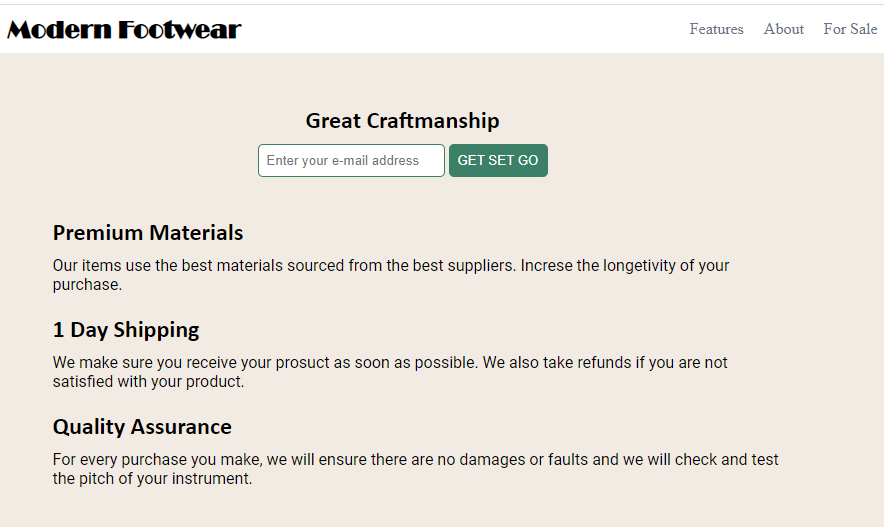 Modern Footwear
Features About For Sale
Great Craftmanship
Enter your e-mail address GET SET GO
Premium Materials
Our items use the best materials sourced from the best suppliers. Increse the longetivity of your
purchase.
1 Day Shipping
We make sure you receive your prosuct as soon as possible. We also take refunds if you are not
satisfied with your product.
Quality Assurance
For every purchase you make, we will ensure there are no damages or faults and we will check and test
the pitch of your instrument.